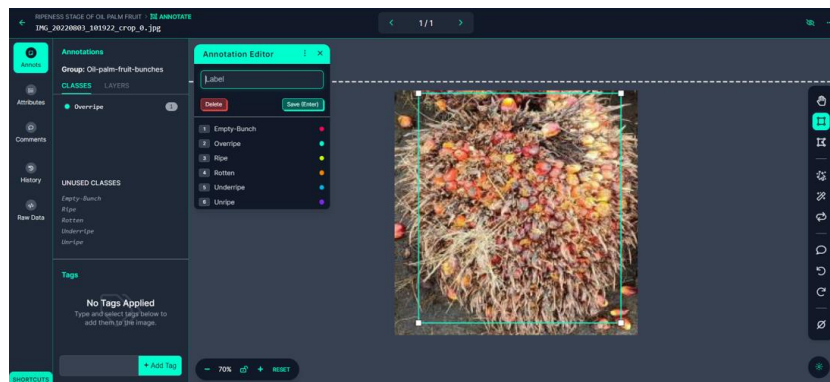 RIPENESS STAGE OF OIL PALM FRUIT > ANNOTATE
IMG_20220803_101922_crop_0.jpg
1 / 1
Annots
Attributes
Comments
History
Raw Data
SHORTCUTS
Annotations
Group: Oil-palm-fruit-bunches
CLASSES LAYERS
Overripe 1
UNUSED CLASSES
Empty-Bunch
Ripe
Rotten
Underripe
Unripe
Tags
No Tags Applied
Type and select tags below to
add them to the image.
+ Add Tag
Annotation Editor
Label
Delete Save (Enter)
1 Empty-Bunch
2 Overripe
3 Ripe
4 Rotten
5 Underripe
6 Unripe
- 70% + RESET